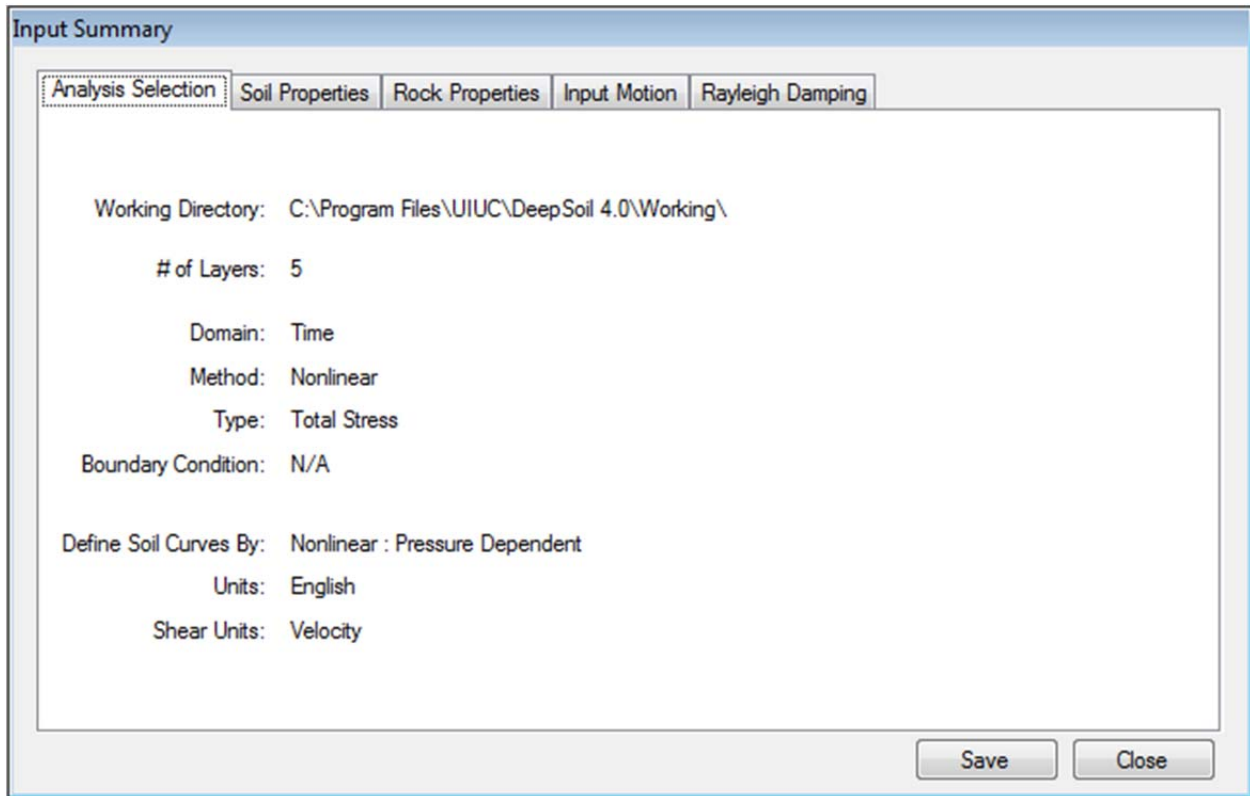 Input Summary
Analysis Selection Soil Properties Rock Properties Input Motion Rayleigh Damping
Working Directory: C:\Program Files\UIUC\DeepSoil 4.0\Working\
# of Layers: 5
Domain: Time
Method: Nonlinear
Type: Total Stress
Boundary Condition: N/A
Define Soil Curves By: Nonlinear : Pressure Dependent
Units: English
Shear Units: Velocity
Save Close